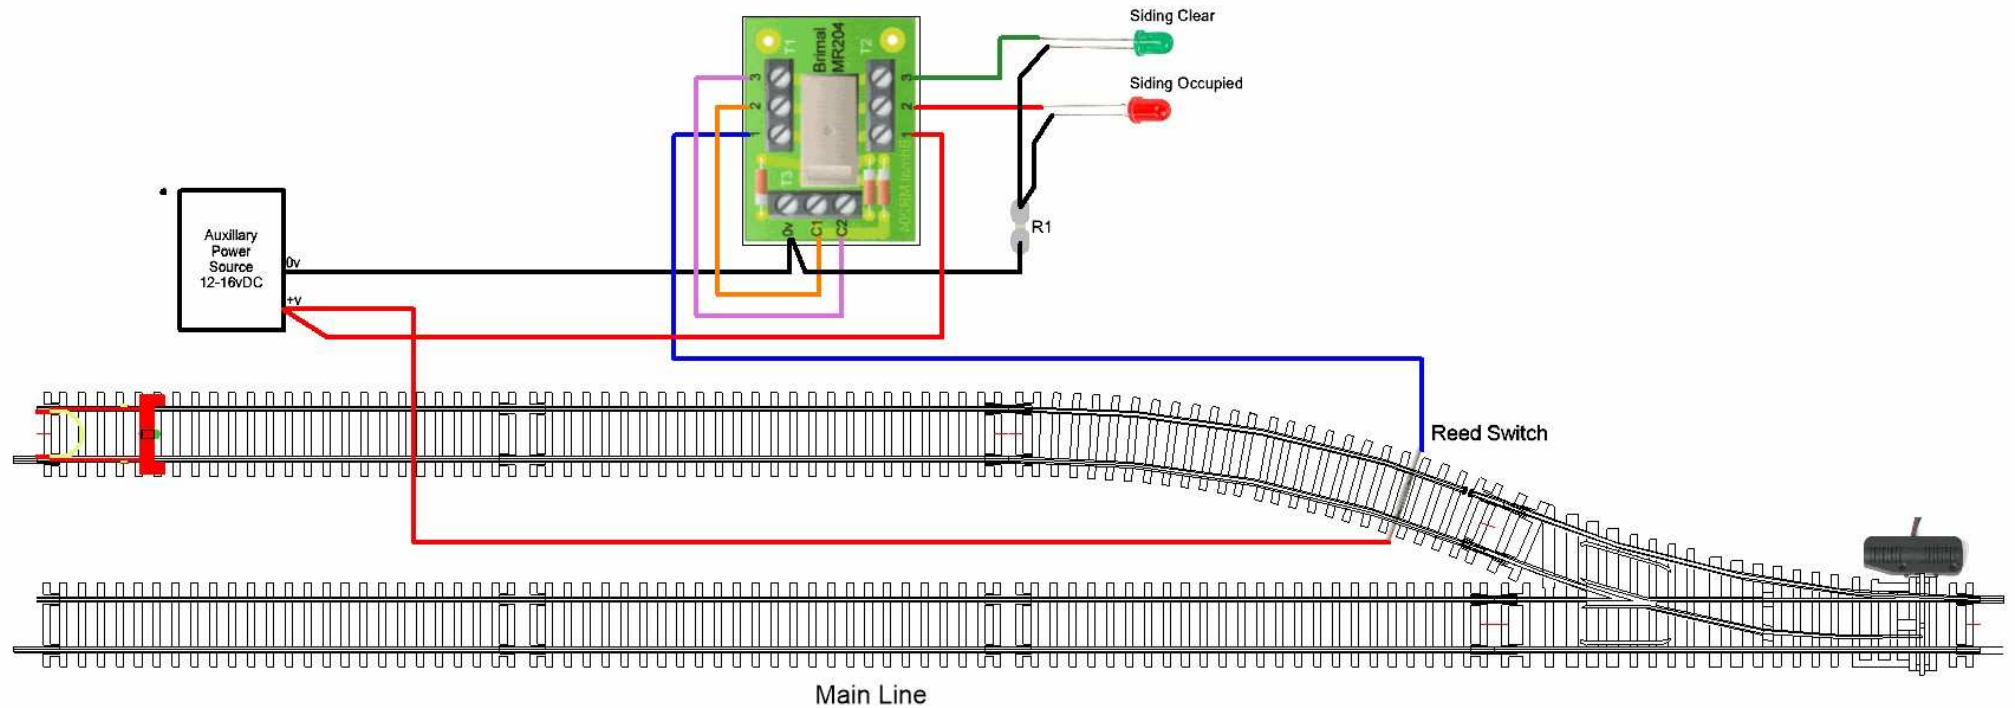 Siding Clear
Siding Occupied
T1
Brimal
MR204
T2
3
2
1
3
2
1
T3
0v
C1
C2
R1
Auxillary
Power
Source
12-16vDC
0v
+v
Reed Switch
Main Line